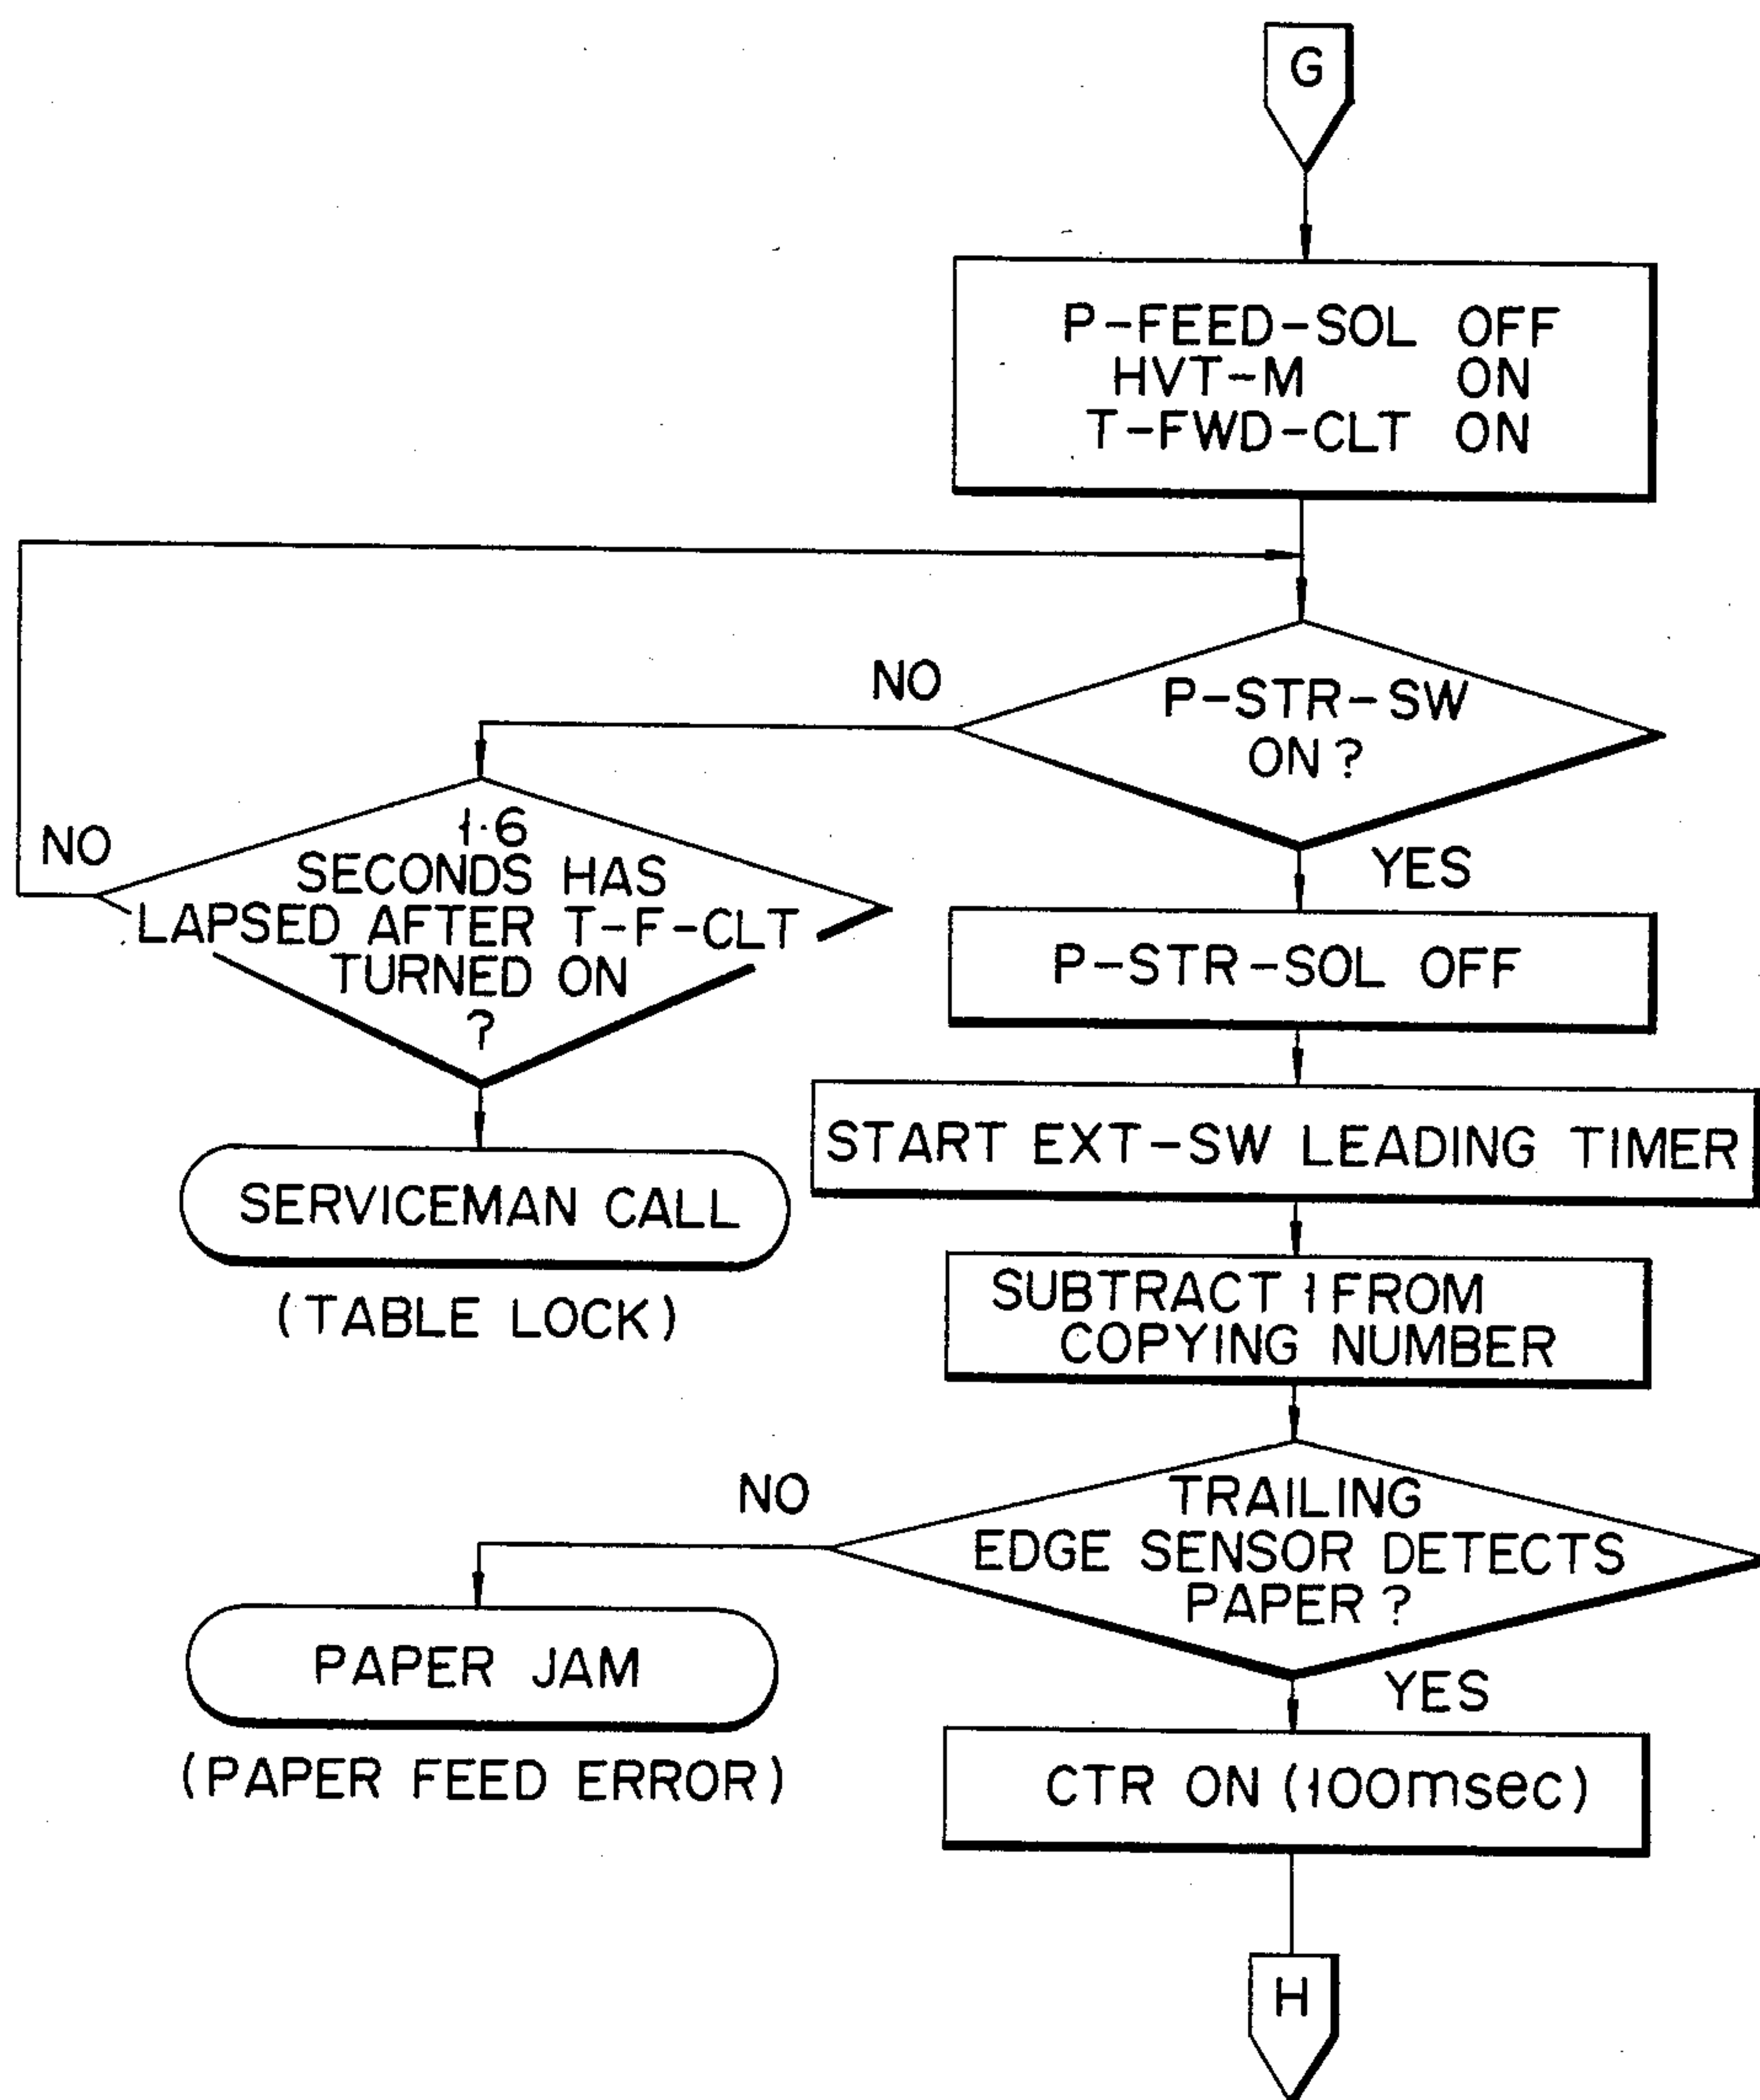 G
P-FEED-SOL OFF
HVT-M ON
T-FWD-CLT ON
NO
P-STR-SW
ON?
YES
NO
1.6
SECONDS HAS
LAPSED AFTER T-F-CLT
TURNED ON
?
P-STR-SOL OFF
START EXT-SW LEADING TIMER
SERVICEMAN CALL
(TABLE LOCK)
SUBTRACT 1 FROM
COPYING NUMBER
NO
TRAILING
EDGE SENSOR DETECTS
PAPER?
YES
PAPER JAM
(PAPER FEED ERROR)
CTR ON (100msec)
H